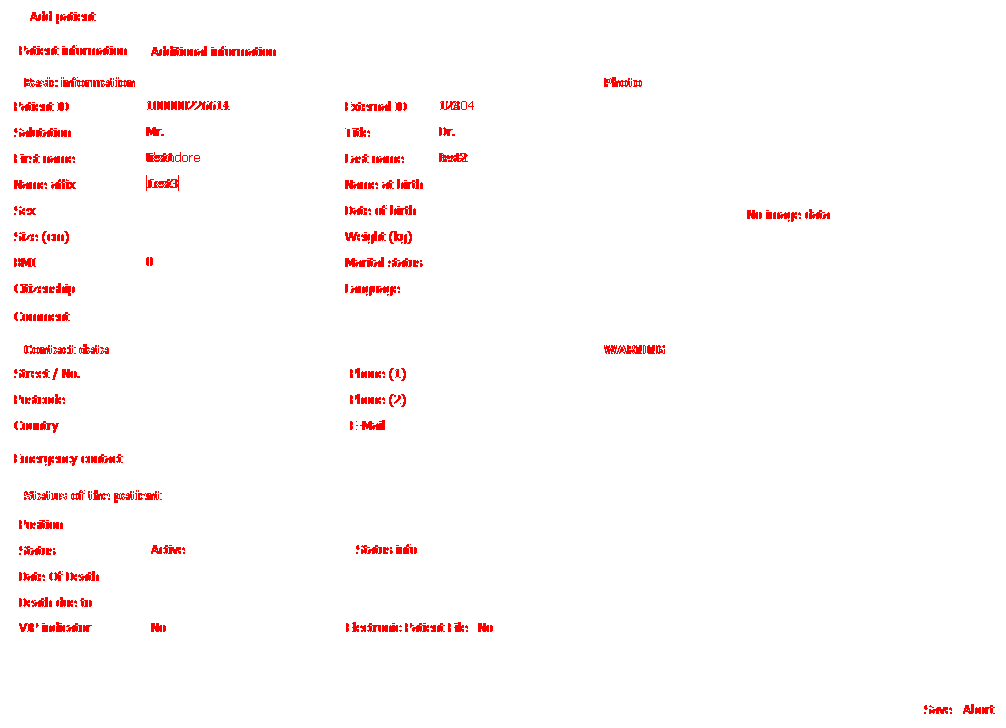 Add patient
Patient information Additional information
Basic information Photo
Patient ID 100000226614 External ID
Salutation Mr. Title Dr.
First name Last name test2
Name affix test3 Name at birth
Sex Date of birth
No image data
Size (cm) Weight (kg)
BMI 0 Marital status
Citizenship Language
Comment
Contact data WARNING
Street / No. Phone (1)
Postcode Phone (2)
Country E-Mail
Emergency contact
Status of the patient
Position
Status Active Status info
Date Of Death
Death due to
VIP indicator No Electronic Patient File No
Save Abort